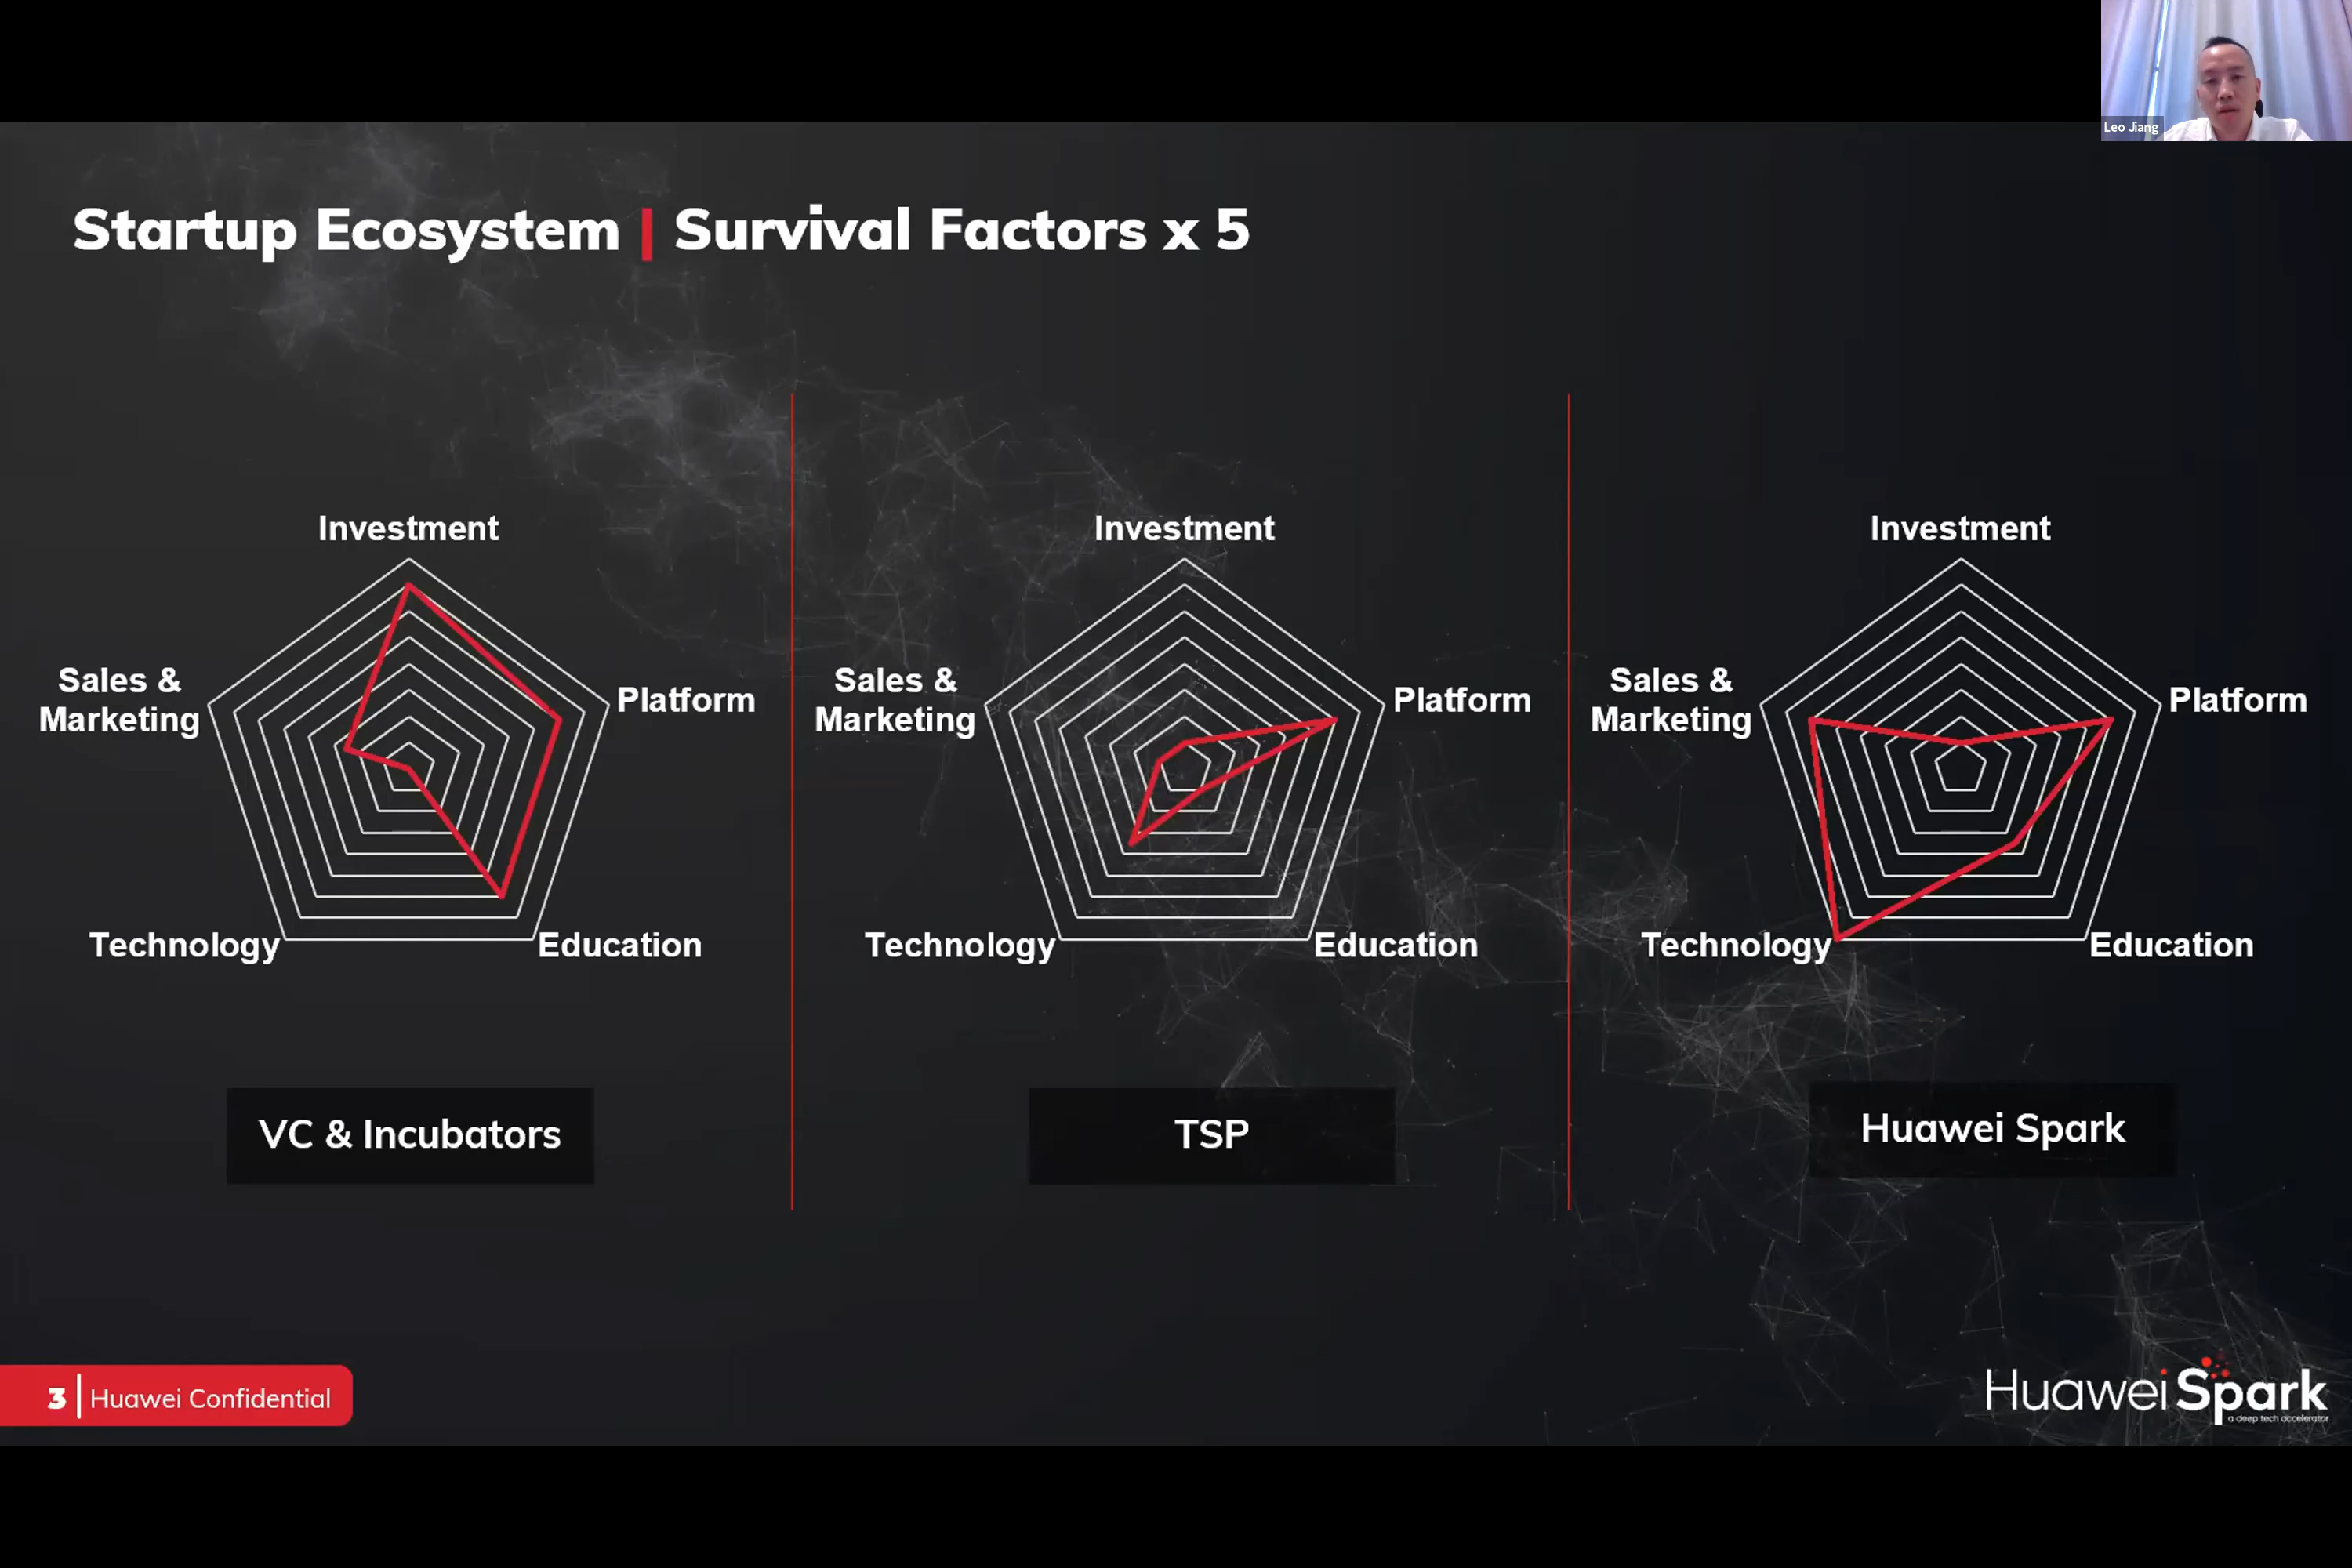 Leo Jiang
Startup Ecosystem | Survival Factors x 5
Investment
Sales &
Marketing
Platform
Technology
Education
VC & Incubators
Investment
Sales &
Marketing
Platform
Technology
Education
TSP
Investment
Sales &
Marketing
Platform
Technology
Education
Huawei Spark
3 | Huawei Confidential
Huawei Spark
a deep tech accelerator